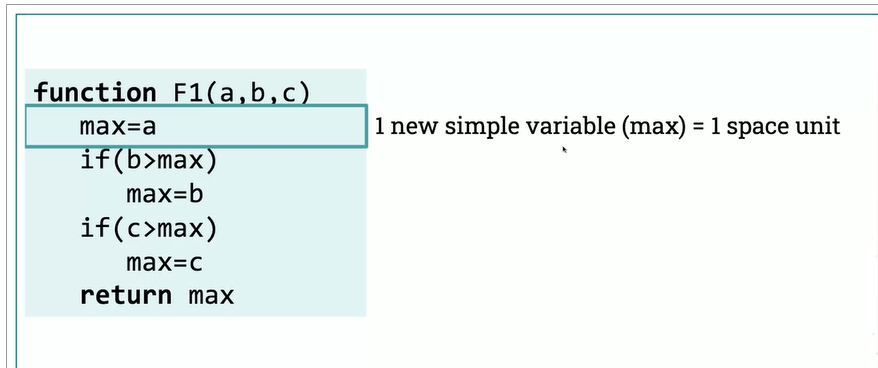 function F1(a,b,c)
max=a
1 new simple variable (max) = 1 space unit
if(b>max)
max=b
if(c>max)
max=c
return max